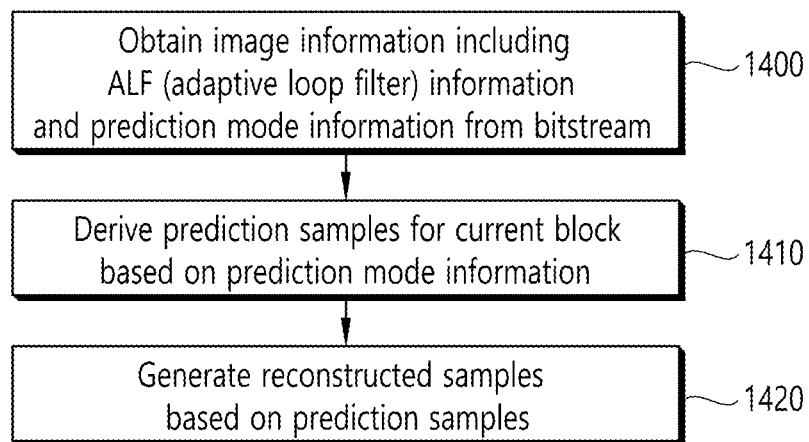 Obtain image information including
ALF (adaptive loop filter) information
and prediction mode information from bitstream
1400
Derive prediction samples for current block
based on prediction mode information
1410
Generate reconstructed samples
based on prediction samples
1420